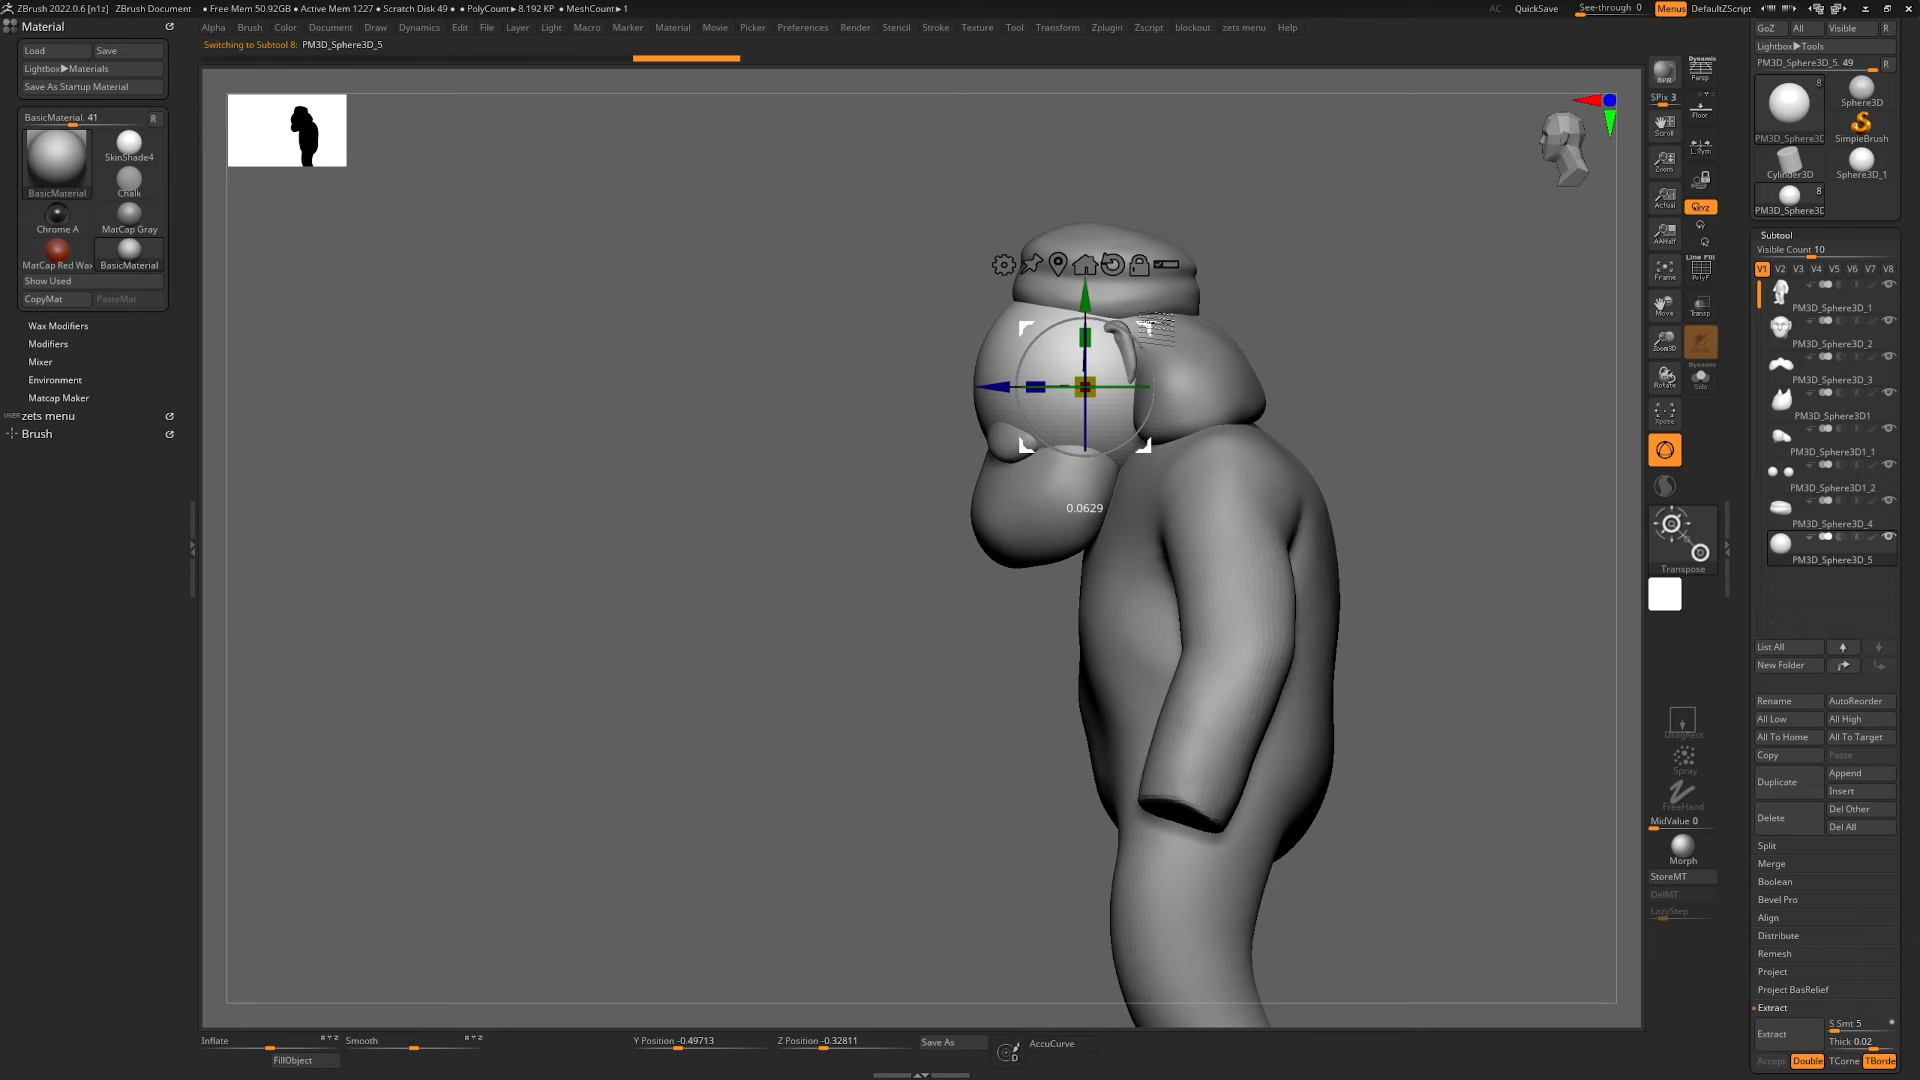 ZBrush 2022.0.6 [n1z] ZBrush Document ● Free Mem 50.92GB ● Active Mem 1227 ● Scratch Disk 49 ● ● PolyCount▸ 8.192 KP ● MeshCount▸ 1 AC QuickSave See-through 0 Menus DefaultZScript
Material
Alpha Brush Color Document Draw Dynamics Edit File Layer Light Macro Marker Material Movie Picker Preferences Render Stencil Stroke Texture Tool Transform Zplugin Zscript blockout zets menu Help
Switching to Subtool 8: PM3D_Sphere3D_5
Load Save
Lightbox▸Materials
Save As Startup Material
BasicMaterial. 41 R
SkinShade4
BasicMaterial Chalk
Chrome A MatCap Gray
MatCap Red Wax BasicMaterial
Show Used
CopyMat PasteMat
Wax Modifiers
Modifiers
Mixer
Environment
Matcap Maker
zets menu
Brush
0.0629
BPR
SPix 3
Scroll
Zoom
Actual
AAHalf
Frame
Move
Zoom3D
Rotate
Xpose
Dynamic
Persp
Floor
L.Sym
Line Fill
PolyF
Transp
Dynamic
Solo
Transpose
DragRect
Spray
FreeHand
MidValue 0
Morph
StoreMT
DelMT
LazyStep
GoZ All Visible R
Lightbox▸Tools
PM3D_Sphere3D_5. 49 R
8
PM3D_Sphere3D Sphere3D
SimpleBrush
Cylinder3D Sphere3D_1
8
PM3D_Sphere3D
Subtool
Visible Count 10
V1 V2 V3 V4 V5 V6 V7 V8
PM3D_Sphere3D_1
PM3D_Sphere3D_2
PM3D_Sphere3D_3
PM3D_Sphere3D1
PM3D_Sphere3D1_1
PM3D_Sphere3D1_2
PM3D_Sphere3D_4
PM3D_Sphere3D_5
List All
New Folder
Rename AutoReorder
All Low All High
All To Home All To Target
Copy Paste
Duplicate Append
Insert
Delete Del Other
Del All
Split
Merge
Boolean
Bevel Pro
Align
Distribute
Remesh
Project
Project BasRelief
Extract
Extract S Smt 5
Thick 0.02
Accept Double TCorne TBorde
Inflate Smooth Y Position -0.49713 Z Position -0.32811 Save As AccuCurve
FillObject